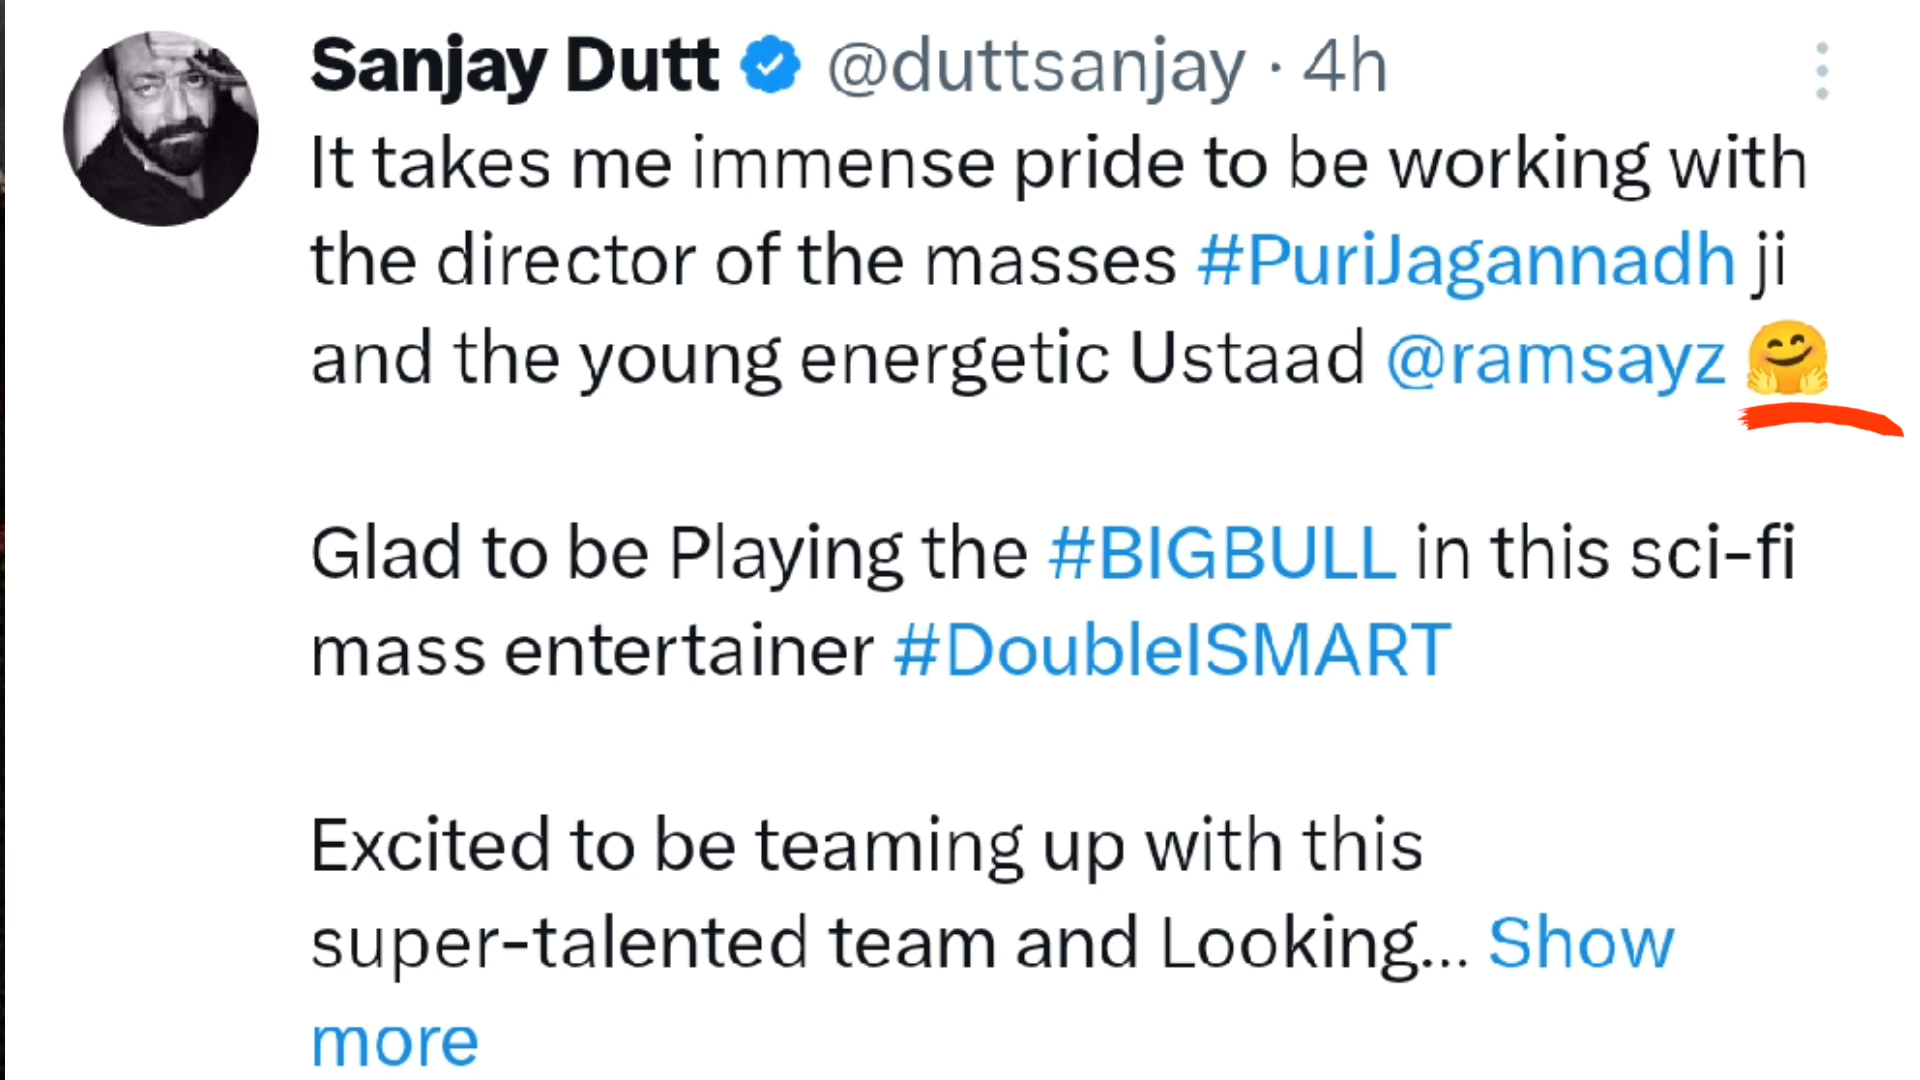 Sanjay Dutt @duttsanjay · 4h
It takes me immense pride to be working with
the director of the masses #PuriJagannadh ji
and the young energetic Ustaad @ramsayz 🤗
Glad to be Playing the #BIGBULL in this sci-fi
mass entertainer #DoubleISMART
Excited to be teaming up with this
super-talented team and Looking... Show
more